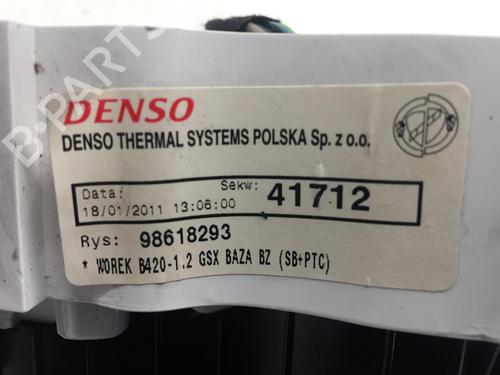 DENSO
DENSO THERMAL SYSTEMS POLSKA Sp. z o.o.
Data: Sekw: 41712
18/01/2011 13:06:00
Rys: 98618293
* WOREK B420-1.2 GSX BAZA BZ (SB+PTC)
B-PARTS